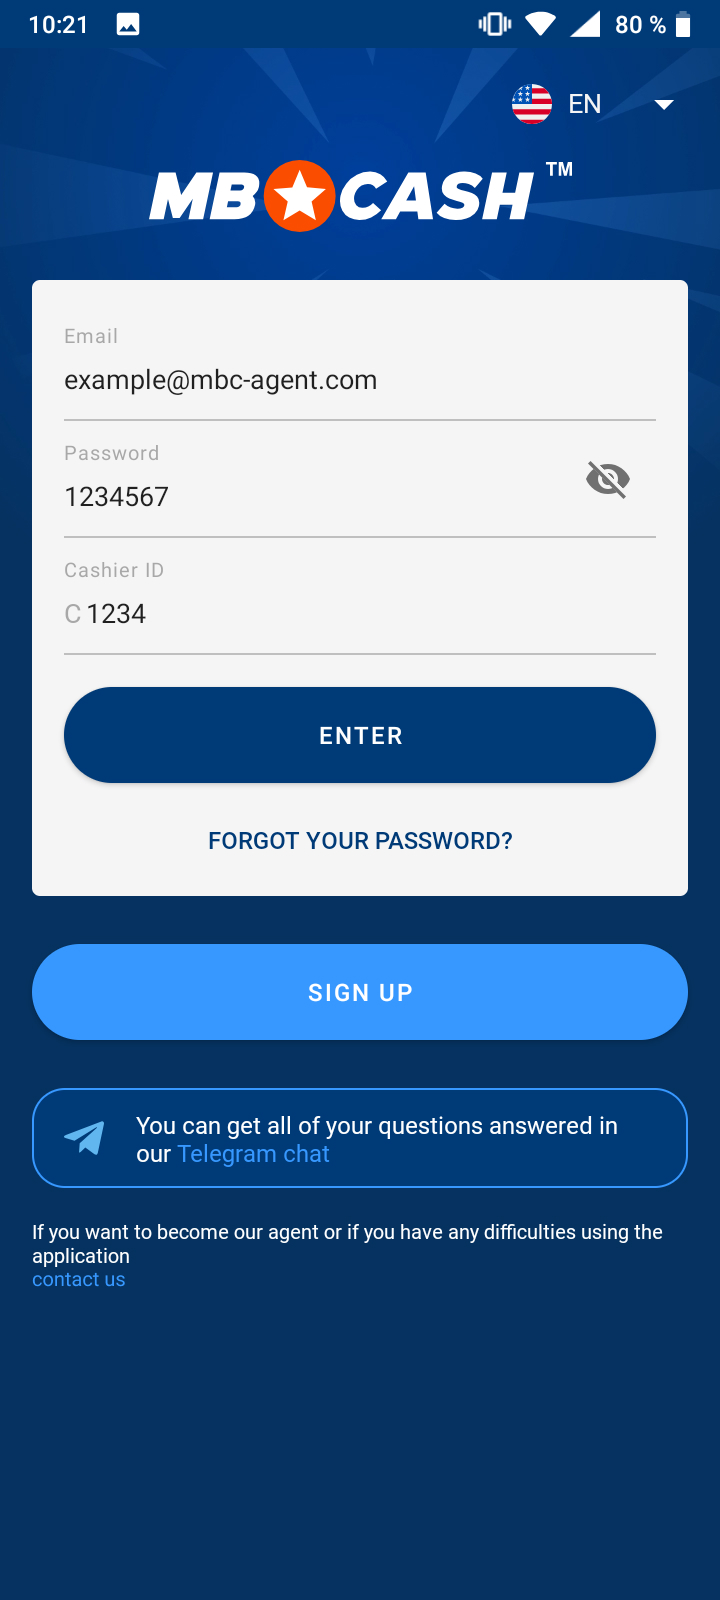 10:21
80 %
EN
MB CASH ™
Email
example@mbc-agent.com
Password
1234567
Cashier ID
C 1234
ENTER
FORGOT YOUR PASSWORD?
SIGN UP
You can get all of your questions answered in
our Telegram chat
If you want to become our agent or if you have any difficulties using the
application
contact us